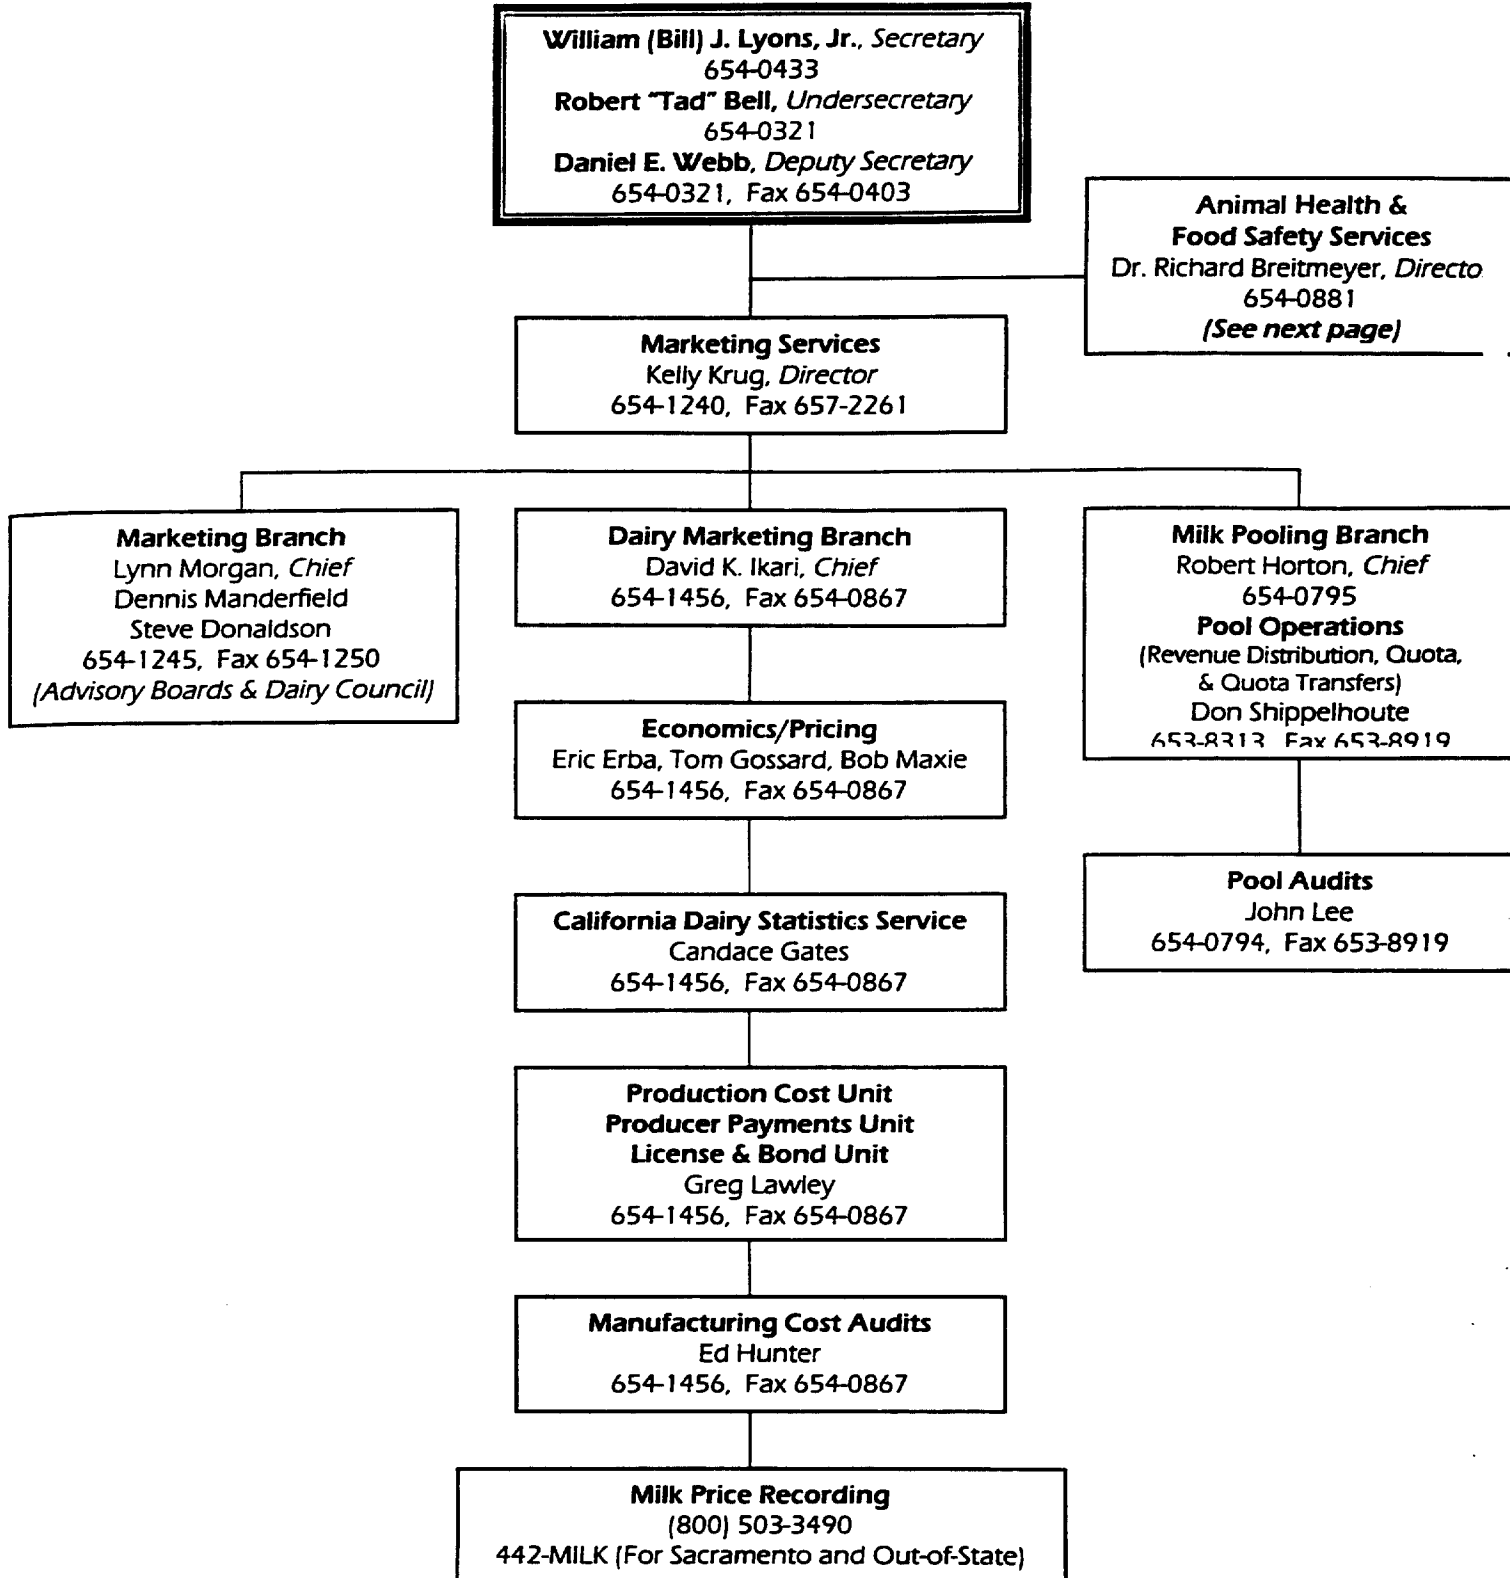 William (Bill) J. Lyons, Jr., Secretary
654-0433
Robert "Tad" Bell, Undersecretary
654-0321
Daniel E. Webb, Deputy Secretary
654-0321, Fax 654-0403
Animal Health &
Food Safety Services
Dr. Richard Breitmeyer, Directo
654-0881
(See next page)
Marketing Services
Kelly Krug, Director
654-1240, Fax 657-2261
Marketing Branch
Lynn Morgan, Chief
Dennis Manderfield
Steve Donaldson
654-1245, Fax 654-1250
(Advisory Boards & Dairy Council)
Dairy Marketing Branch
David K. Ikari, Chief
654-1456, Fax 654-0867
Milk Pooling Branch
Robert Horton, Chief
654-0795
Pool Operations
(Revenue Distribution, Quota,
& Quota Transfers)
Don Shippelhoute
653-8313 Fax 653-8919
Economics/Pricing
Eric Erba, Tom Gossard, Bob Maxie
654-1456, Fax 654-0867
Pool Audits
John Lee
654-0794, Fax 653-8919
California Dairy Statistics Service
Candace Gates
654-1456, Fax 654-0867
Production Cost Unit
Producer Payments Unit
License & Bond Unit
Greg Lawley
654-1456, Fax 654-0867
Manufacturing Cost Audits
Ed Hunter
654-1456, Fax 654-0867
Milk Price Recording
(800) 503-3490
442-MILK (For Sacramento and Out-of-State)